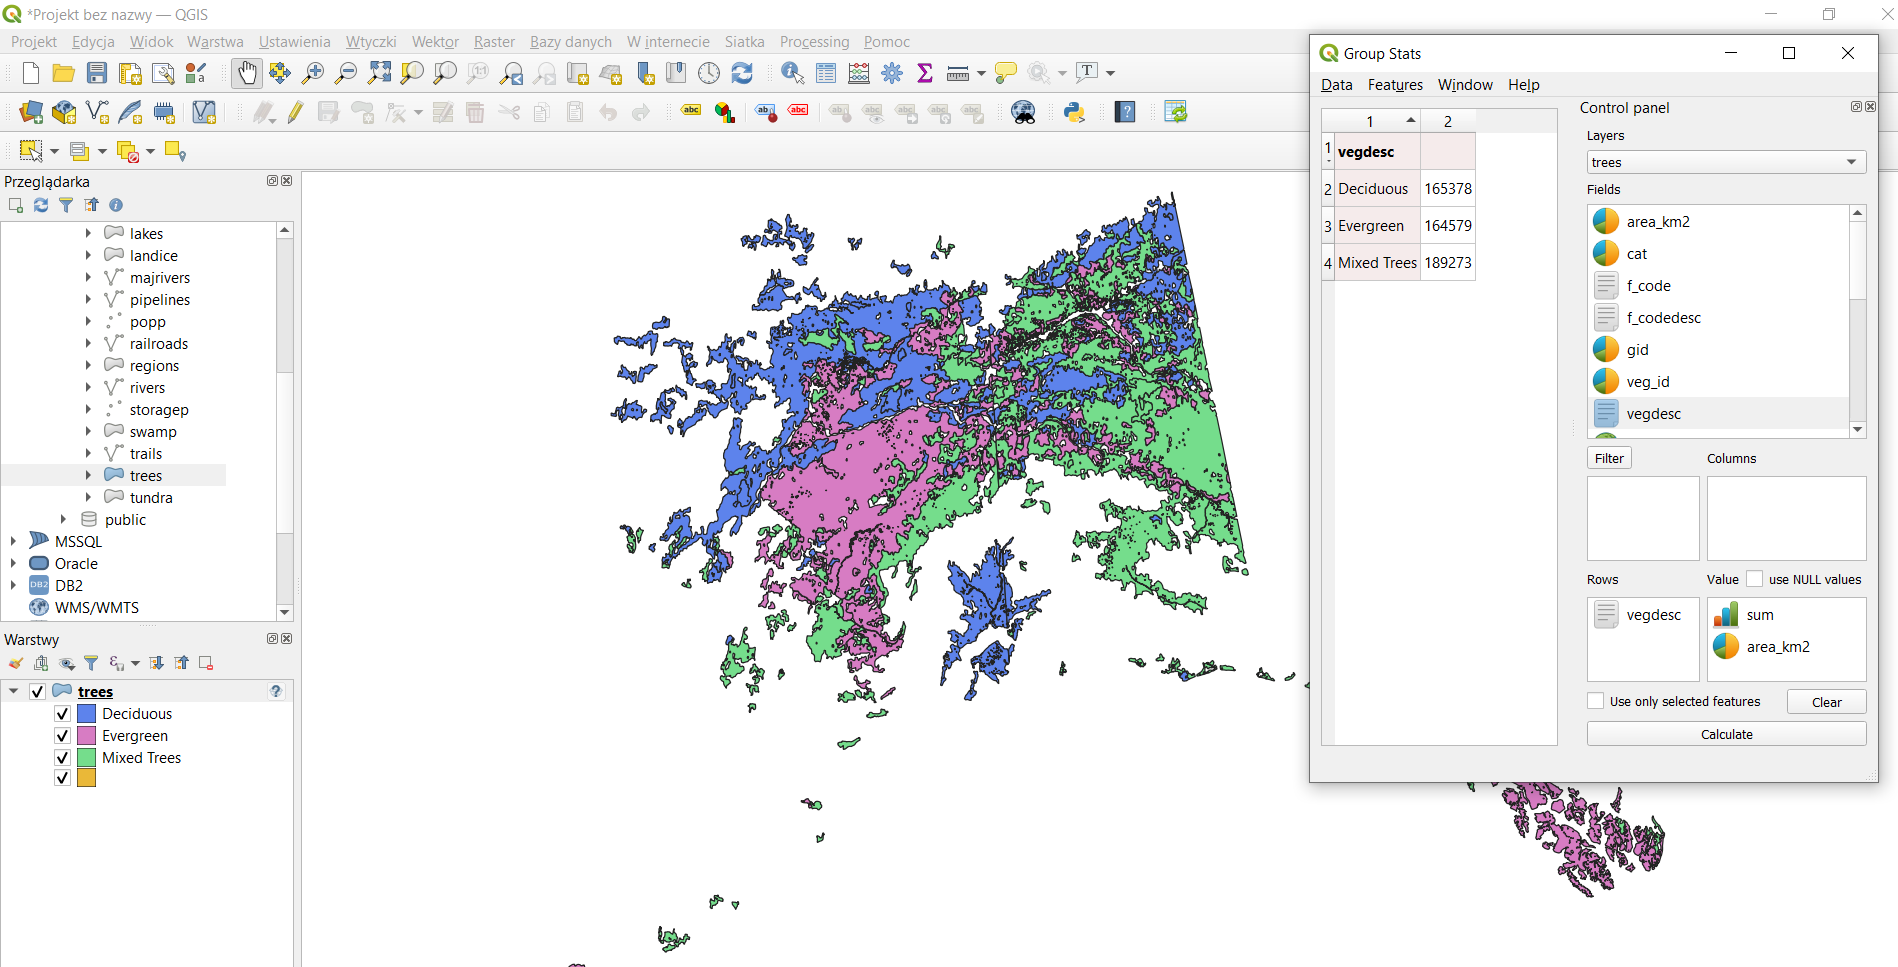 *Projekt bez nazwy — QGIS
Projekt Edycja Widok Warstwa Ustawienia Wtyczki Wektor Raster Bazy danych W internecie Siatka Processing Pomoc
Przeglądarka
lakes
landice
majrivers
pipelines
popp
railroads
regions
rivers
storagep
swamp
trails
trees
tundra
public
MSSQL
Oracle
DB2 DB2
WMS/WMTS
Warstwy
trees
Deciduous
Evergreen
Mixed Trees
Group Stats
Data Features Window Help
1 2
1 vegdesc
2 Deciduous 165378
3 Evergreen 164579
4 Mixed Trees 189273
Control panel
Layers
trees
Fields
area_km2
cat
f_code
f_codedesc
gid
veg_id
vegdesc
Filter Columns
Rows Value use NULL values
vegdesc sum
area_km2
Use only selected features Clear
Calculate